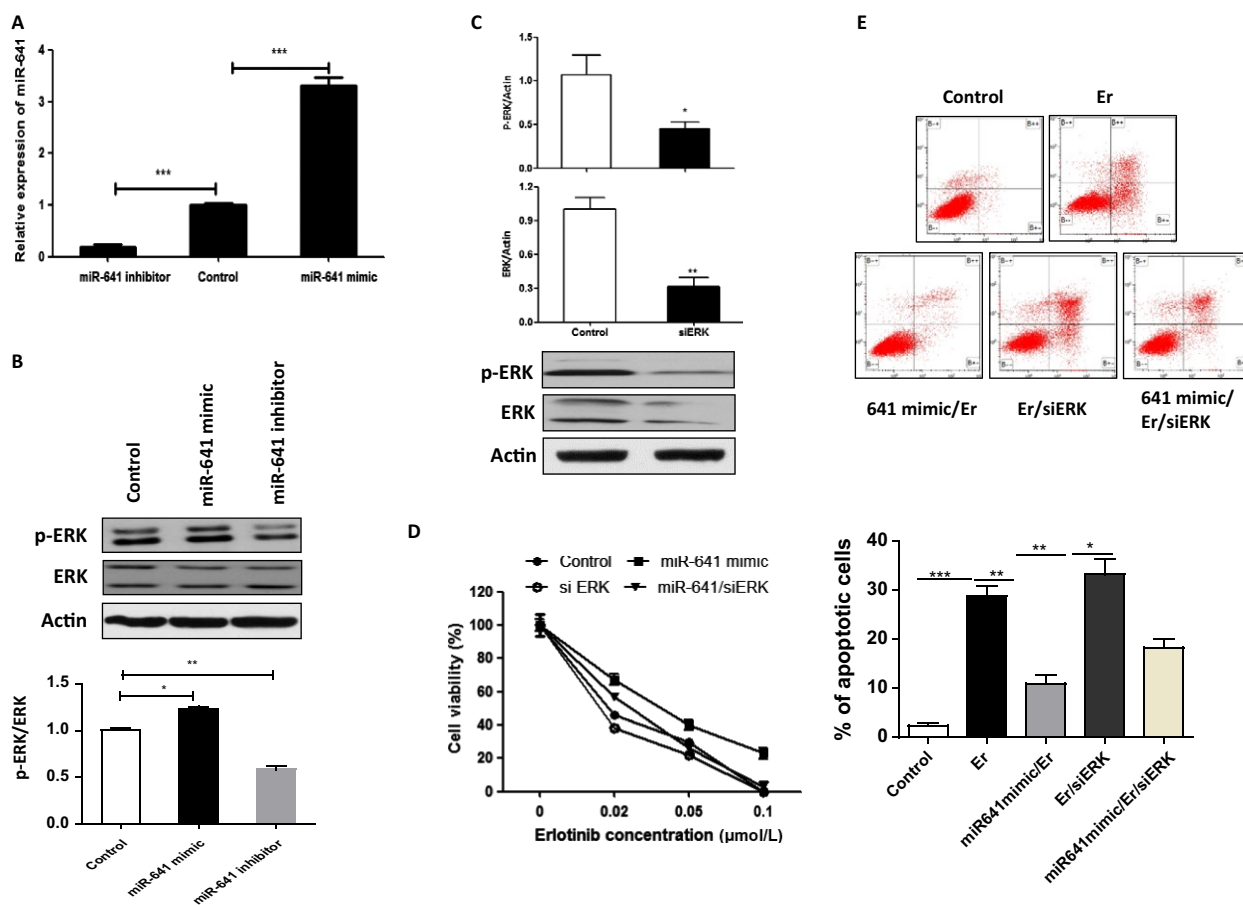 A
Relative expression of miR-641
4
3
2
1
0
***
***
miR-641 inhibitor
Control
miR-641 mimic
B
Control
miR-641 mimic
miR-641 inhibitor
p-ERK
ERK
Actin
p-ERK/ERK
1.5
1.0
0.5
0.0
**
*
Control
miR-641 mimic
miR-641 inhibitor
C
P-ERK/Actin
1.5
1.0
0.5
0.0
*
ERK/Actin
1.2
0.9
0.6
0.3
0.0
**
Control
siERK
p-ERK
ERK
Actin
D
Control
miR-641 mimic
si ERK
miR-641/siERK
Cell viability (%)
120
100
80
60
40
20
0
0
0.02
0.05
0.1
Erlotinib concentration (µmol/L)
E
Control
Er
B-+
B++
B--
B+-
B-+
B++
B--
B+-
B-+
B++
B--
B+-
B-+
B++
B--
B+-
B-+
B++
B--
B+-
641 mimic/Er
Er/siERK
641 mimic/
Er/siERK
% of apoptotic cells
40
30
20
10
0
***
**
**
*
Control
Er
miR641mimic/Er
Er/siERK
miR641mimic/Er/siERK